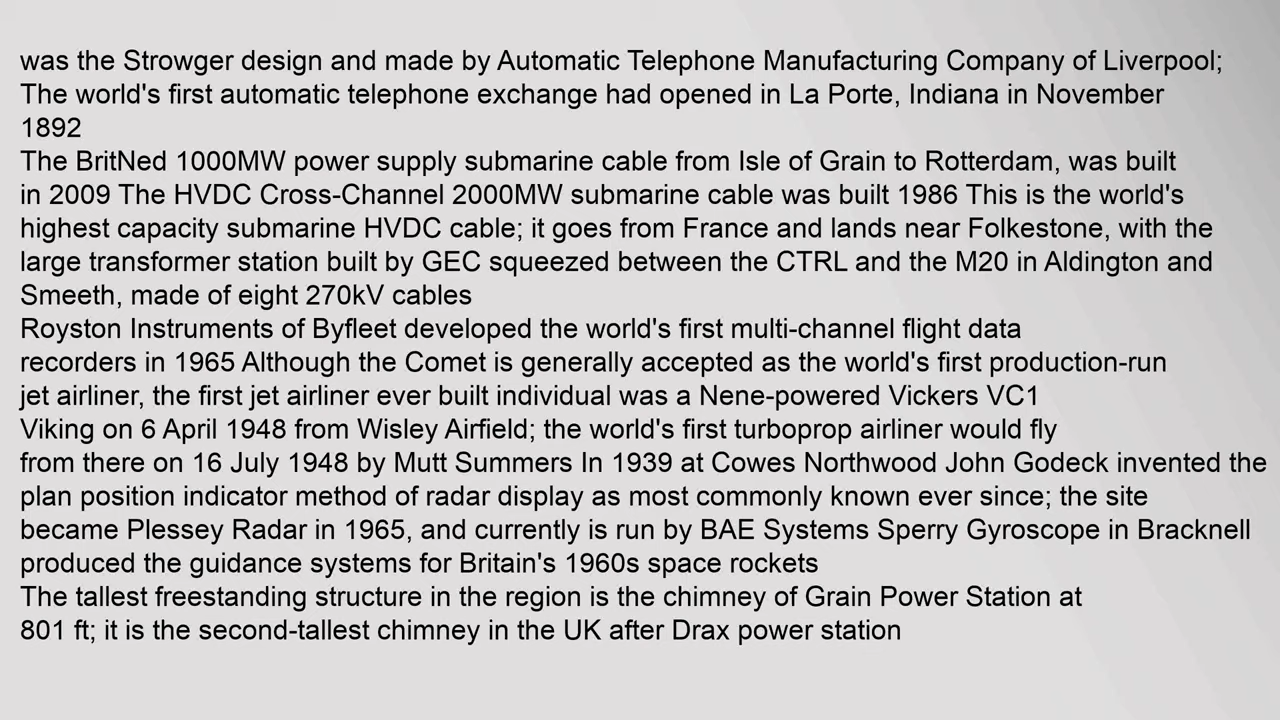 was the Strowger design and made by Automatic Telephone Manufacturing Company of Liverpool;
The world's first automatic telephone exchange had opened in La Porte, Indiana in November
1892
The BritNed 1000MW power supply submarine cable from Isle of Grain to Rotterdam, was built
in 2009 The HVDC Cross-Channel 2000MW submarine cable was built 1986 This is the world's
highest capacity submarine HVDC cable; it goes from France and lands near Folkestone, with the
large transformer station built by GEC squeezed between the CTRL and the M20 in Aldington and
Smeeth, made of eight 270kV cables
Royston Instruments of Byfleet developed the world's first multi-channel flight data
recorders in 1965 Although the Comet is generally accepted as the world's first production-run
jet airliner, the first jet airliner ever built individual was a Nene-powered Vickers VC1
Viking on 6 April 1948 from Wisley Airfield; the world's first turboprop airliner would fly
from there on 16 July 1948 by Mutt Summers In 1939 at Cowes Northwood John Godeck invented the
plan position indicator method of radar display as most commonly known ever since; the site
became Plessey Radar in 1965, and currently is run by BAE Systems Sperry Gyroscope in Bracknell
produced the guidance systems for Britain's 1960s space rockets
The tallest freestanding structure in the region is the chimney of Grain Power Station at
801 ft; it is the second-tallest chimney in the UK after Drax power station